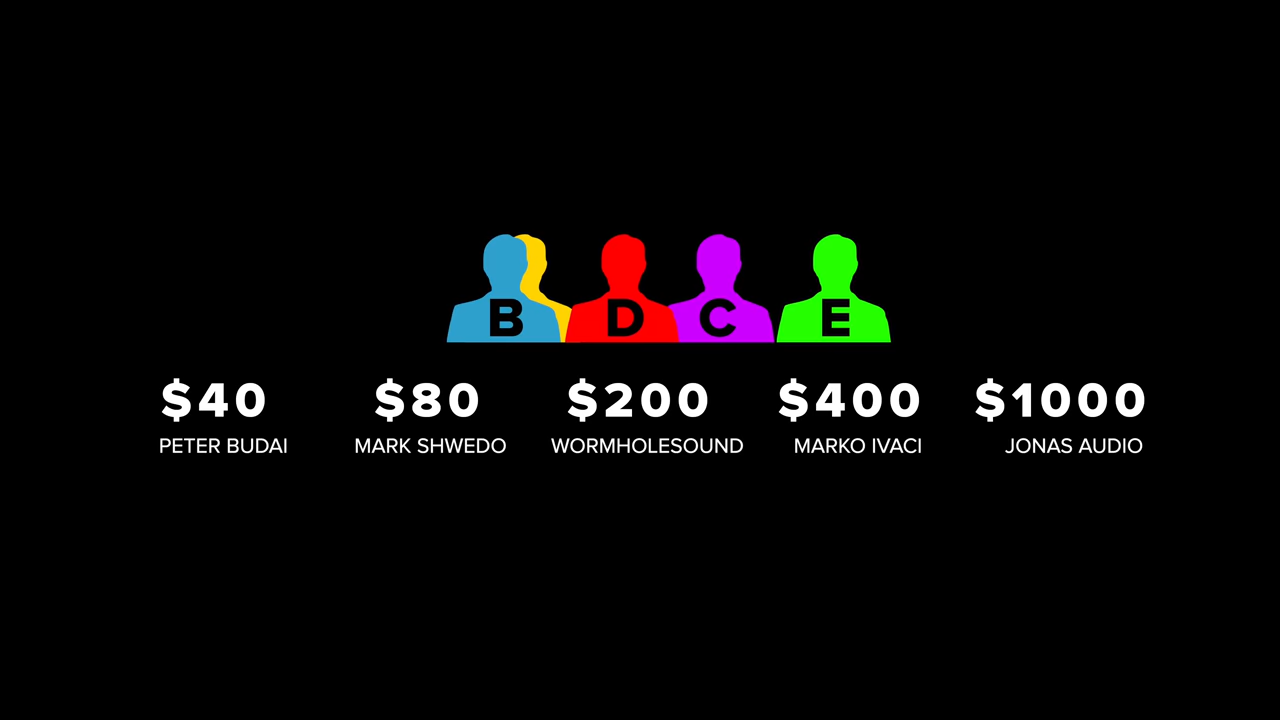 B D C E
$40 $80 $200 $400 $1000
PETER BUDAI MARK SHWEDO WORMHOLESOUND MARKO IVACI JONAS AUDIO